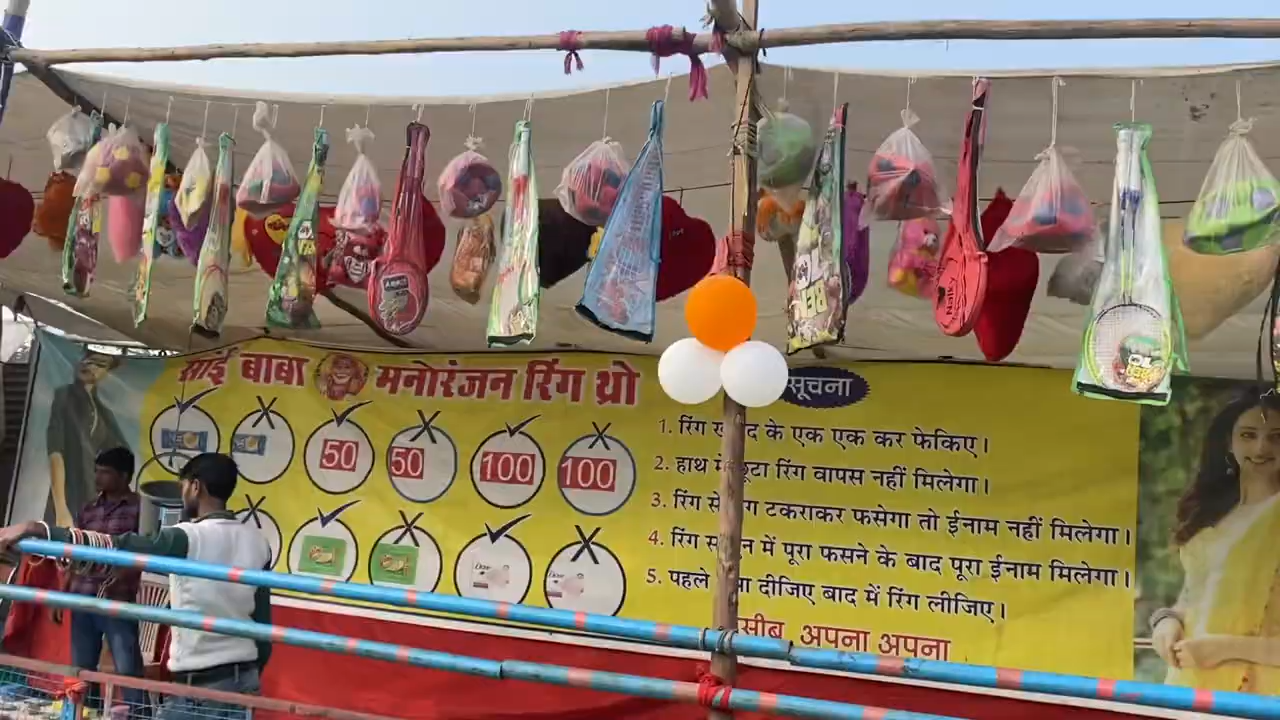 साई बाबा मनोरंजन रिंग थ्रो
सूचना
50 50 100 100
1. रिंग के एक एक कर फेकिए।
2. हाथ छूटा रिंग वापस नहीं मिलेगा।
3. रिंग टकराकर फसेगा तो ईनाम नहीं मिलेगा।
4. रिंग में पूरा फसने के बाद पूरा ईनाम मिलेगा।
5. पहले दीजिए बाद में रिंग लीजिए।
अपना अपना